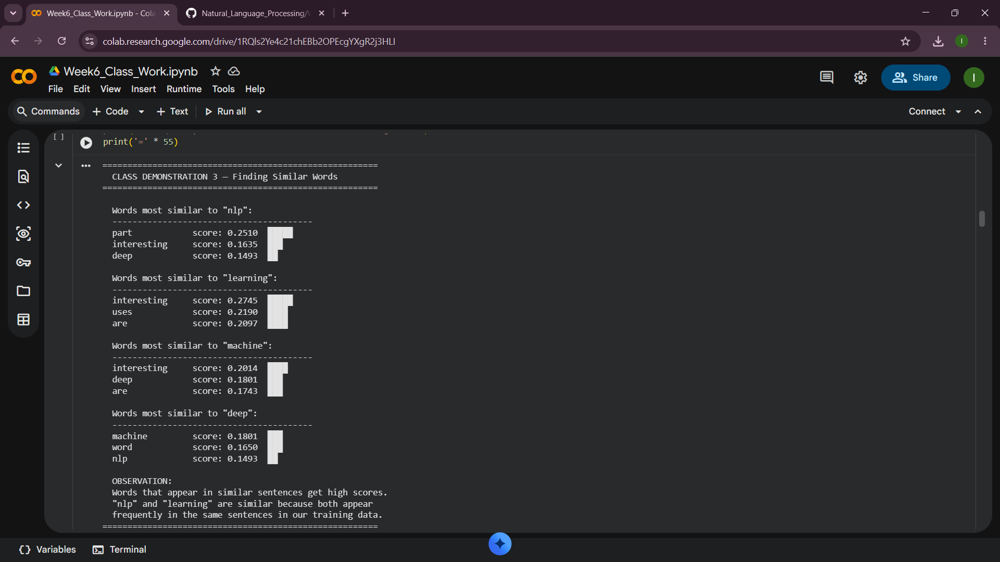 Week6_Class_Work.ipynb - Cola
Natural_Language_Processing/
colab.research.google.com/drive/1RQls2Ye4c21chEBb2OPEcgYXgR2j3HLI
Week6_Class_Work.ipynb
File Edit View Insert Runtime Tools Help
Share
I
Commands + Code + Text Run all
Connect
[ ]
print('=' * 55)
=======================================================
CLASS DEMONSTRATION 3 — Finding Similar Words
=======================================================
Words most similar to "nlp":
----------------------------------------
part score: 0.2510 █████
interesting score: 0.1635 ███
deep score: 0.1493 ██
Words most similar to "learning":
----------------------------------------
interesting score: 0.2745 █████
uses score: 0.2190 ████
are score: 0.2097 ████
Words most similar to "machine":
----------------------------------------
interesting score: 0.2014 ████
deep score: 0.1801 ███
are score: 0.1743 ███
Words most similar to "deep":
----------------------------------------
machine score: 0.1801 ███
word score: 0.1650 ███
nlp score: 0.1493 ██
OBSERVATION:
Words that appear in similar sentences get high scores.
"nlp" and "learning" are similar because both appear
frequently in the same sentences in our training data.
=======================================================
Variables Terminal